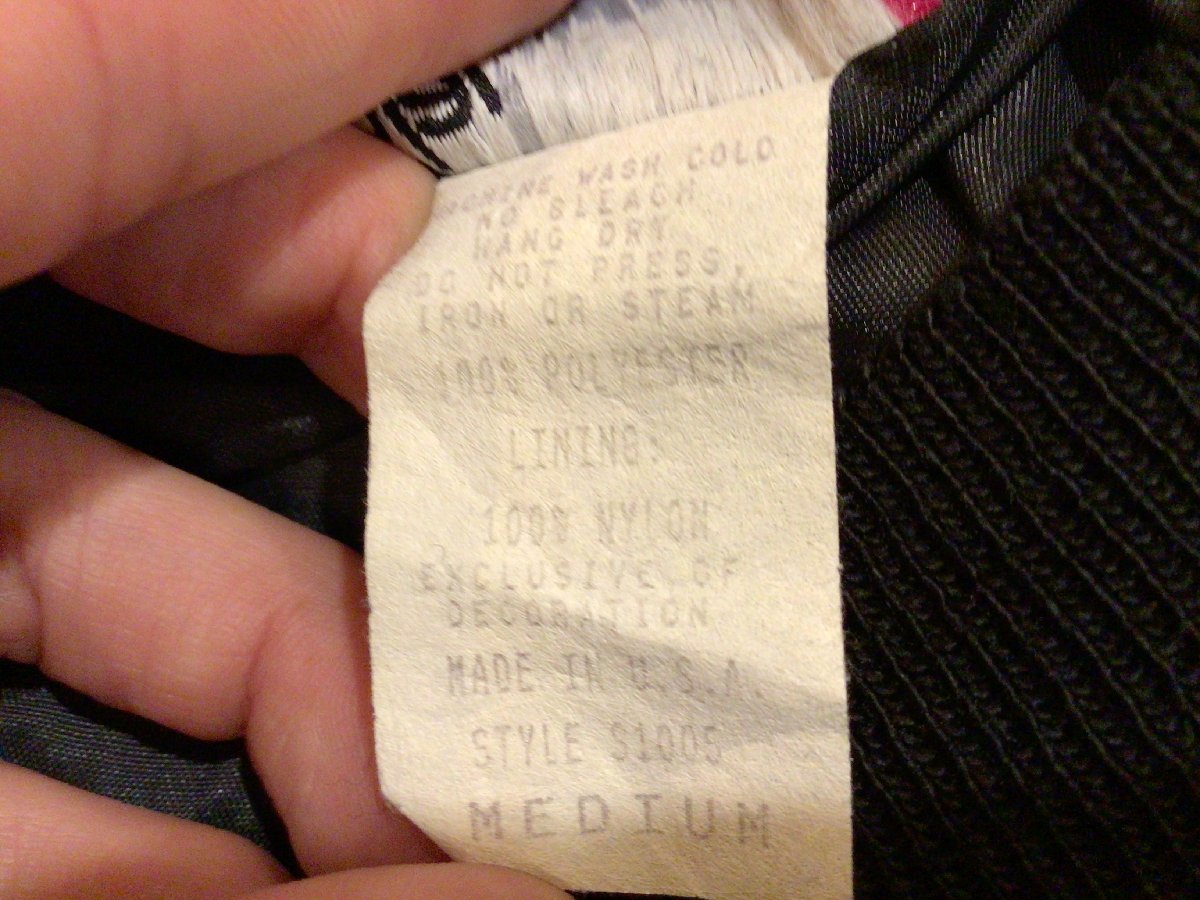 MACHINE WASH COLD
NO BLEACH
HANG DRY
DO NOT PRESS,
IRON OR STEAM
100% POLYESTER
LINING:
100% NYLON
EXCLUSIVE OF
DECORATION
MADE IN U.S.A.
STYLE S1005
MEDIUM